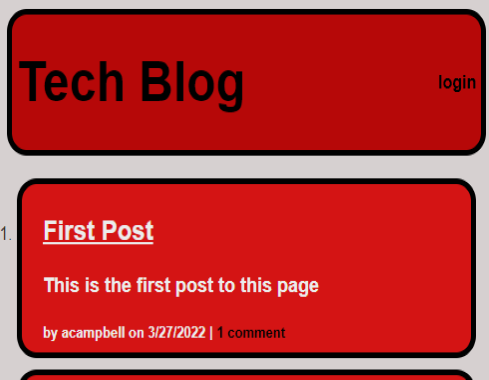 Tech Blog
login
1.
First Post
This is the first post to this page
by acampbell on 3/27/2022 | 1 comment